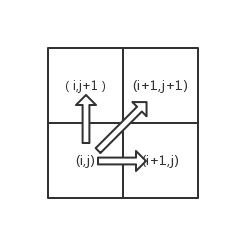 ( i,j+1 ) (i+1,j+1)
(i,j) (i+1,j)